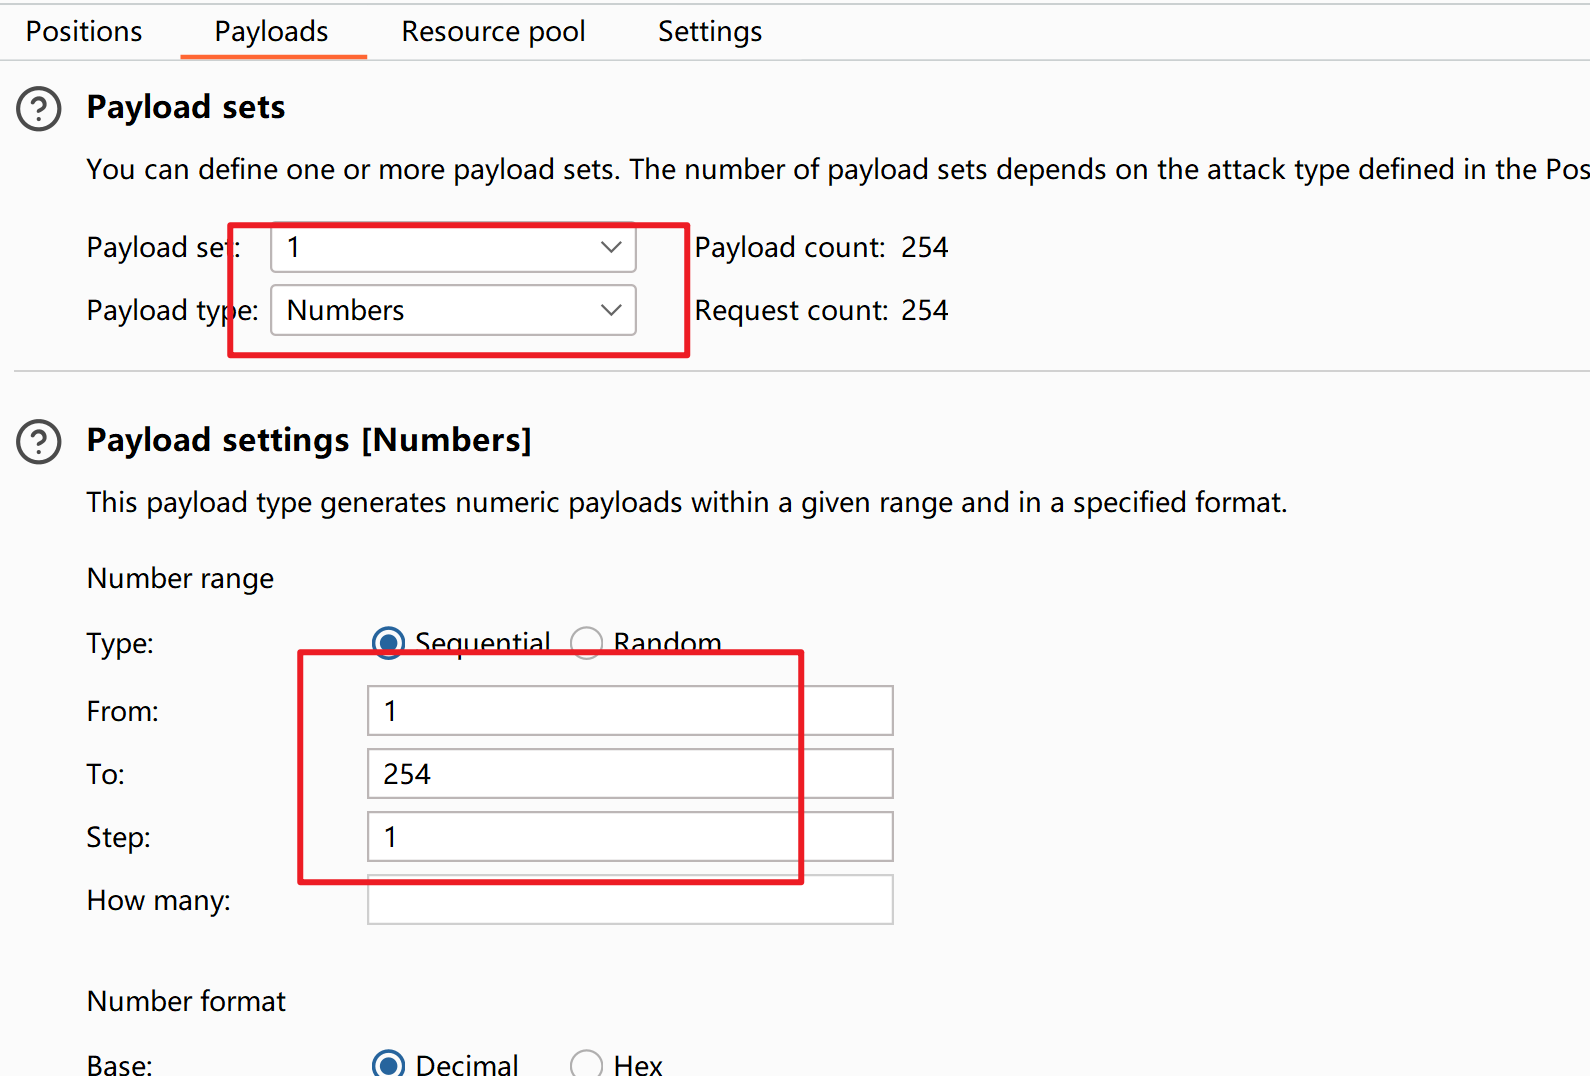 Positions Payloads Resource pool Settings
Payload sets
You can define one or more payload sets. The number of payload sets depends on the attack type defined in the Pos
Payload set: 1 Payload count: 254
Payload type: Numbers Request count: 254
Payload settings [Numbers]
This payload type generates numeric payloads within a given range and in a specified format.
Number range
Type: Sequential Random
From: 1
To: 254
Step: 1
How many:
Number format
Base: Decimal Hex